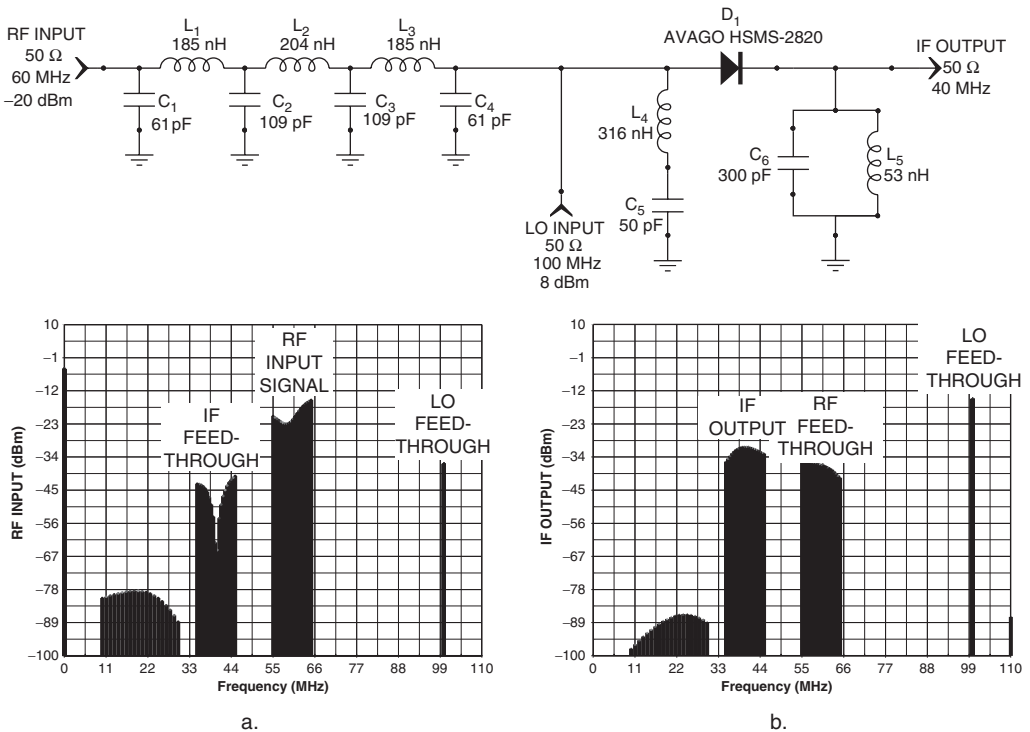 RF INPUT
50 Ω
60 MHz
–20 dBm
L1
185 nH
L2
204 nH
L3
185 nH
C1
61pF
C2
109 pF
C3
109 pF
C4
61 pF
D1
AVAGO HSMS-2820
IF OUTPUT
50 Ω
40 MHz
L4
316 nH
C5
50 pF
C6
300 pF
L5
53 nH
LO INPUT
50 Ω
100 MHz
8 dBm
RF INPUT (dBm)
10
–1
–12
–23
–34
–45
–56
–67
–78
–89
–100
RF
INPUT
SIGNAL
IF
FEED-
THROUGH
LO
FEED-
THROUGH
0 11 22 33 44 55 66 77 88 99 110
Frequency (MHz)
a.
IF OUTPUT (dBm)
10
–1
–12
–23
–34
–45
–56
–67
–78
–89
–100
IF
OUTPUT
RF
FEED-
THROUGH
LO
FEED-
THROUGH
0 11 22 33 44 55 66 77 88 99 110
Frequency (MHz)
b.